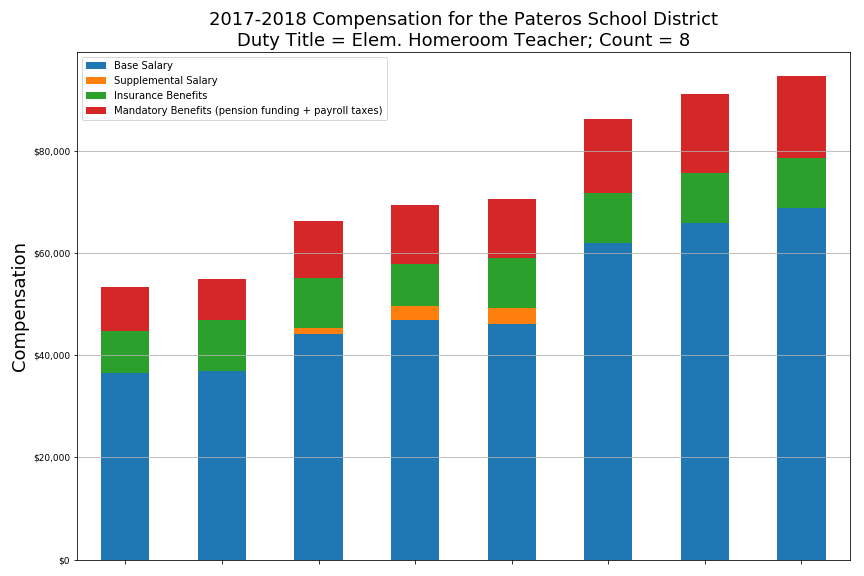 2017-2018 Compensation for the Pateros School District
Duty Title = Elem. Homeroom Teacher; Count = 8
Base Salary
Supplemental Salary
Insurance Benefits
Mandatory Benefits (pension funding + payroll taxes)
$80,000
$60,000
$40,000
$20,000
$0
Compensation